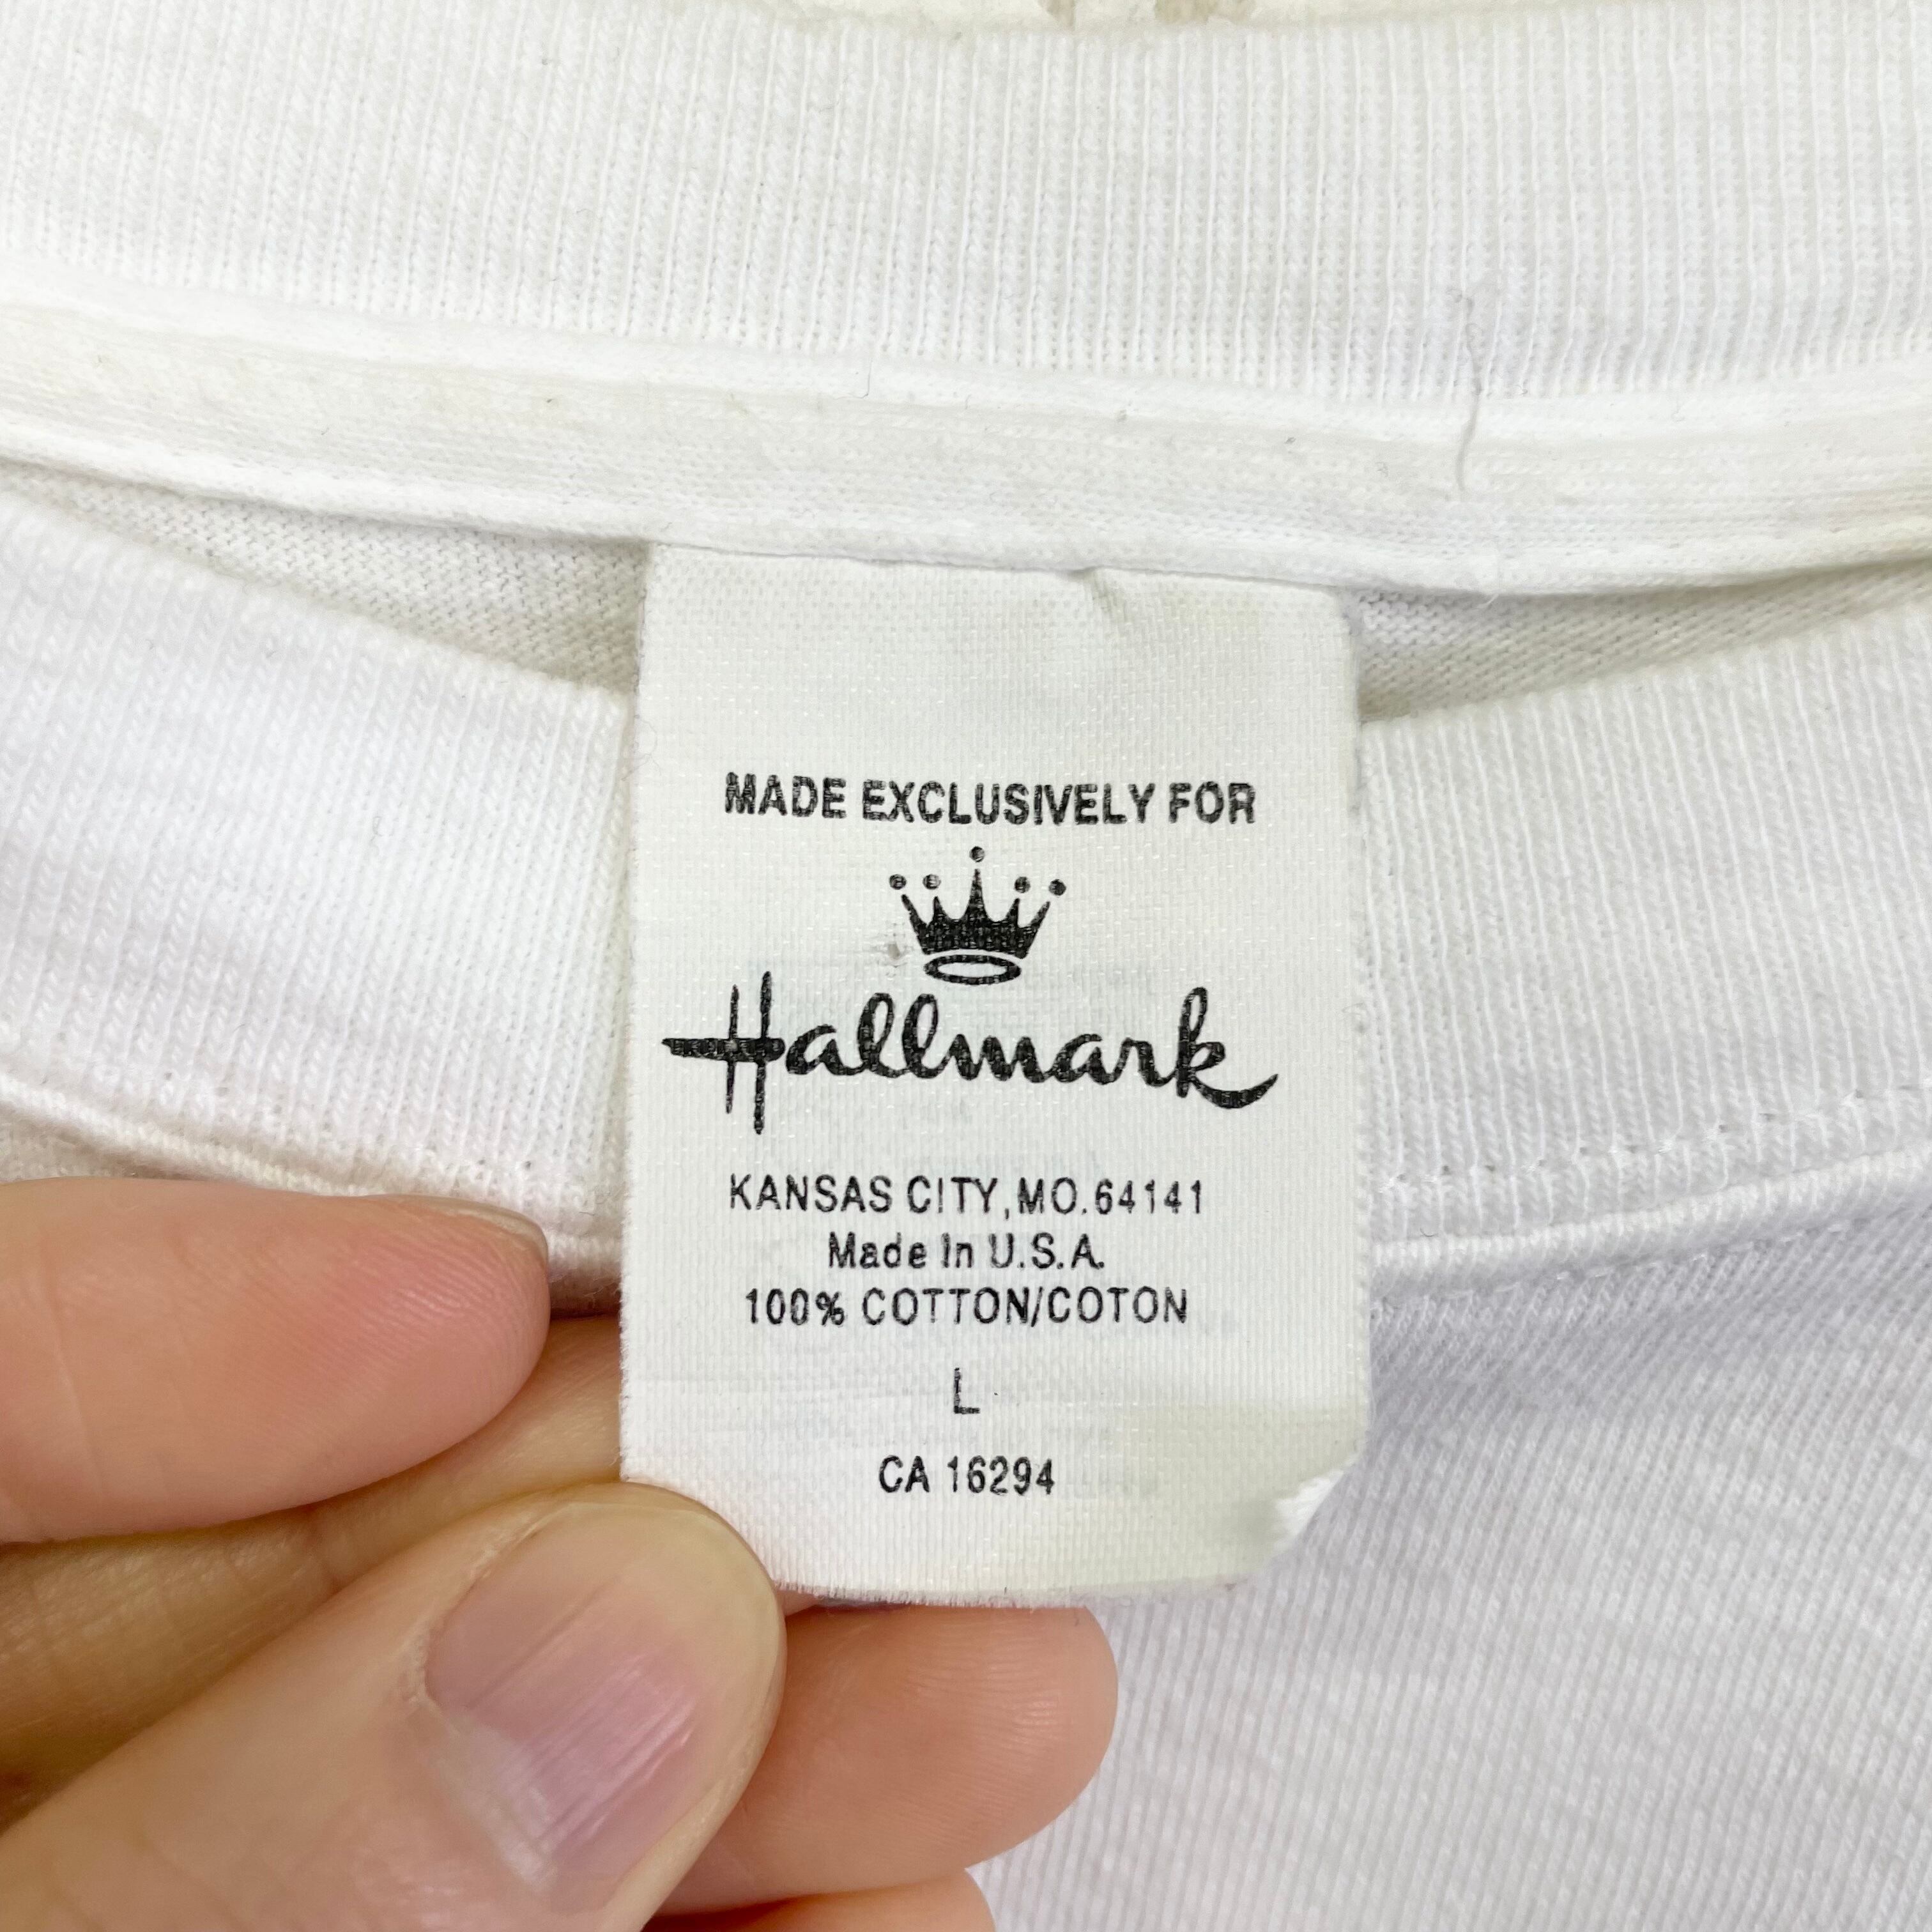 MADE EXCLUSIVELY FOR
Hallmark
KANSAS CITY,MO.64141
Made In U.S.A.
100% COTTON/COTON
L
CA 16294